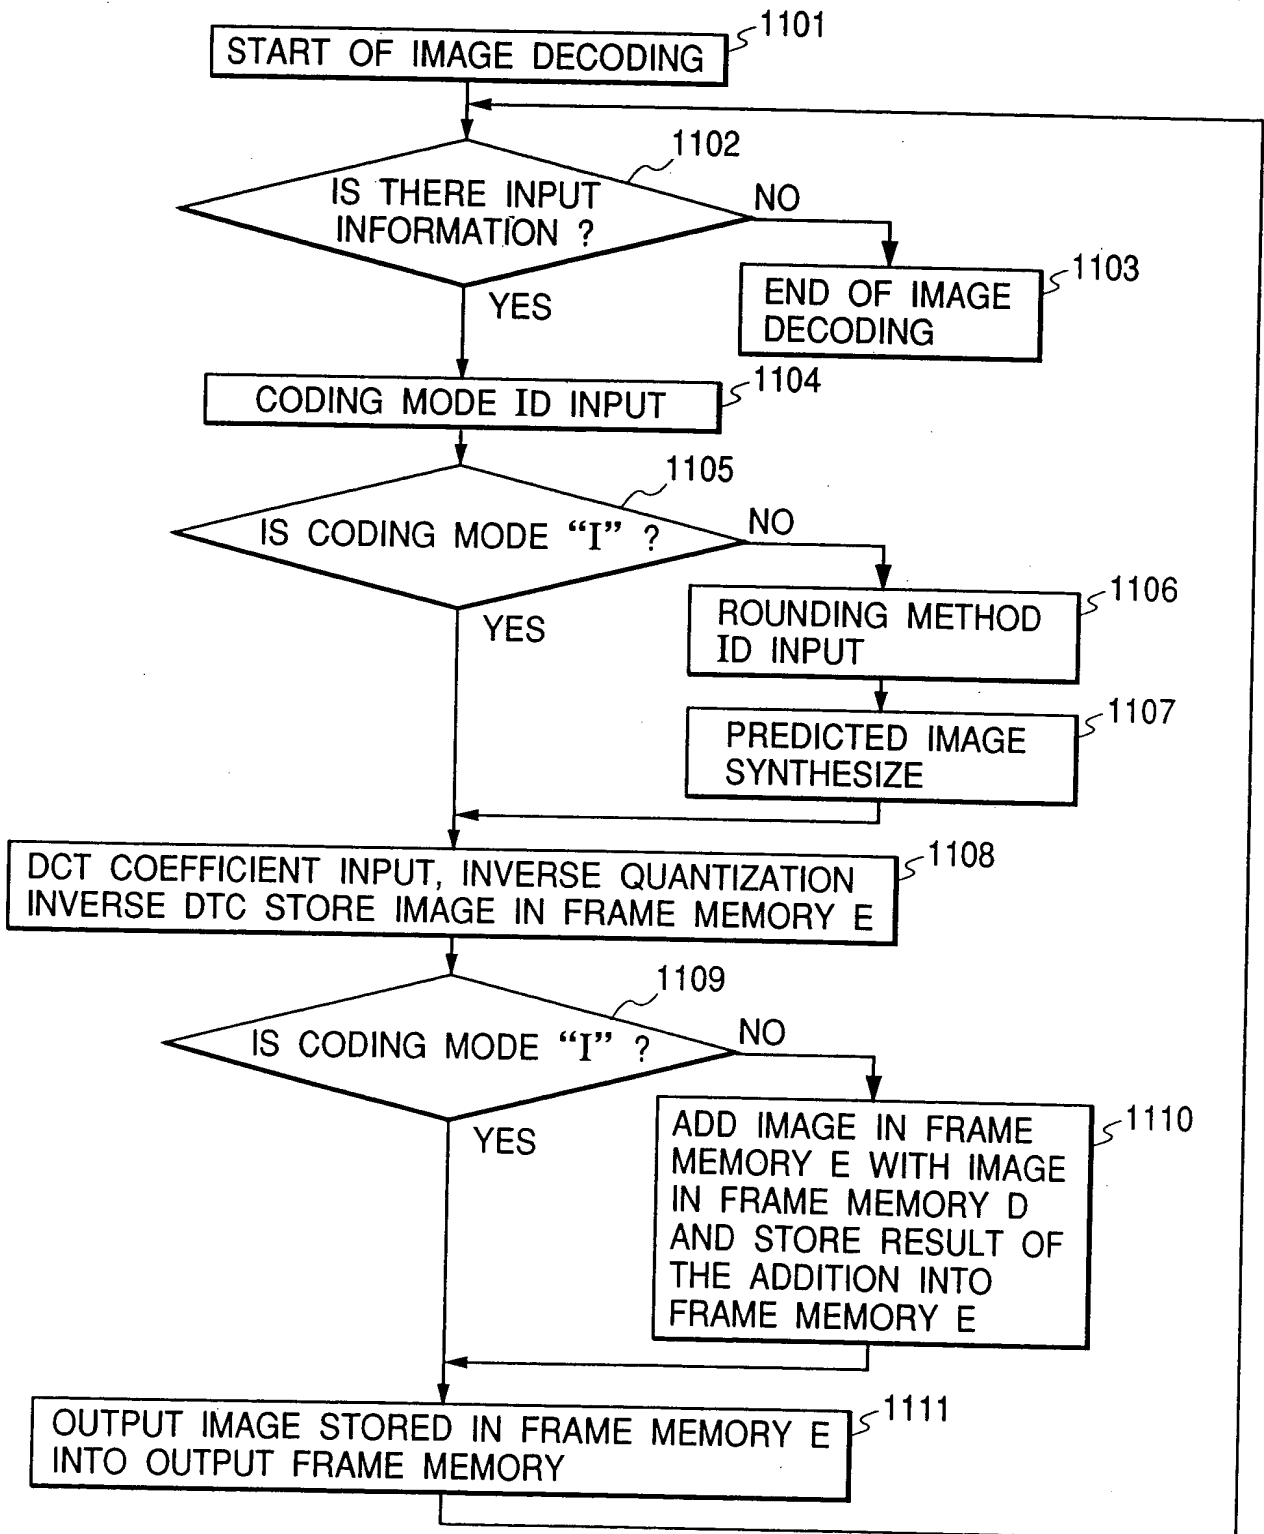 1101
START OF IMAGE DECODING
1102
IS THERE INPUT
INFORMATION ?
NO
YES
1103
END OF IMAGE
DECODING
1104
CODING MODE ID INPUT
1105
IS CODING MODE “I” ?
NO
YES
1106
ROUNDING METHOD
ID INPUT
1107
PREDICTED IMAGE
SYNTHESIZE
1108
DCT COEFFICIENT INPUT, INVERSE QUANTIZATION
INVERSE DTC STORE IMAGE IN FRAME MEMORY E
1109
IS CODING MODE “I” ?
NO
YES
1110
ADD IMAGE IN FRAME
MEMORY E WITH IMAGE
IN FRAME MEMORY D
AND STORE RESULT OF
THE ADDITION INTO
FRAME MEMORY E
1111
OUTPUT IMAGE STORED IN FRAME MEMORY E
INTO OUTPUT FRAME MEMORY